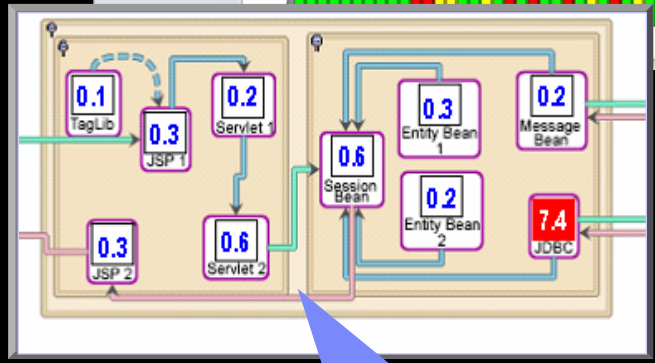 0.1
TagLib
0.3
JSP 1
0.2
Servlet 1
0.3
JSP 2
0.6
Servlet 2
0.6
Session
Bean
0.3
Entity Bean
1
0.2
Entity Bean
2
0.2
Message
Bean
7.4
JDBC